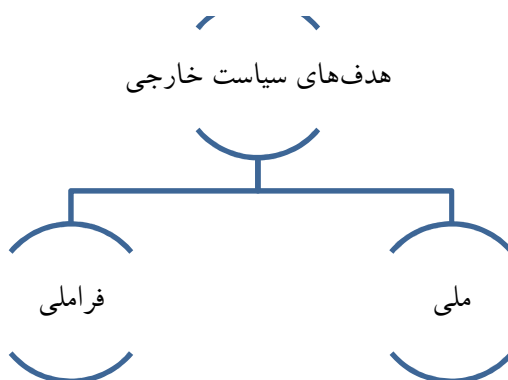 هدف‌های سیاست خارجی
ملی
فراملی